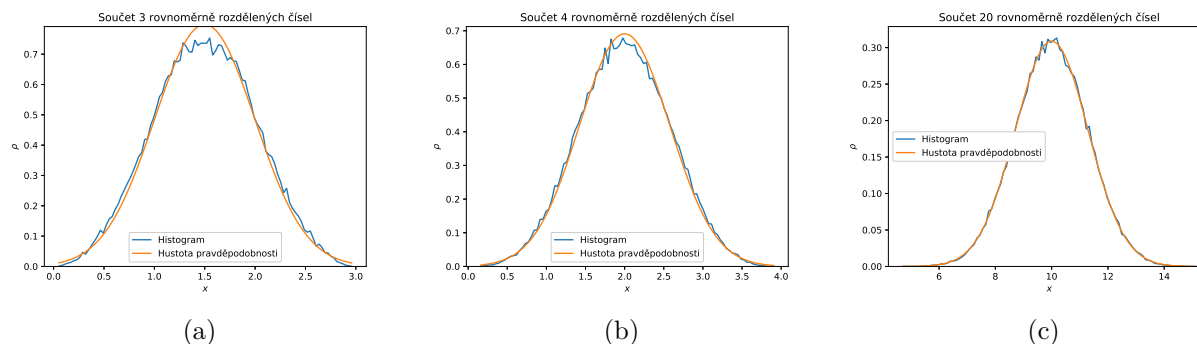 Součet 3 rovnoměrně rozdělených čísel
ρ
0.7
0.6
0.5
0.4
0.3
0.2
0.1
0.0
Histogram
Hustota pravděpodobnosti
0.0 0.5 1.0 1.5 2.0 2.5 3.0
x
(a)
Součet 4 rovnoměrně rozdělených čísel
ρ
0.7
0.6
0.5
0.4
0.3
0.2
0.1
0.0
Histogram
Hustota pravděpodobnosti
0.0 0.5 1.0 1.5 2.0 2.5 3.0 3.5 4.0
x
(b)
Součet 20 rovnoměrně rozdělených čísel
ρ
0.30
0.25
0.20
0.15
0.10
0.05
0.00
Histogram
Hustota pravděpodobnosti
6 8 10 12 14
x
(c)